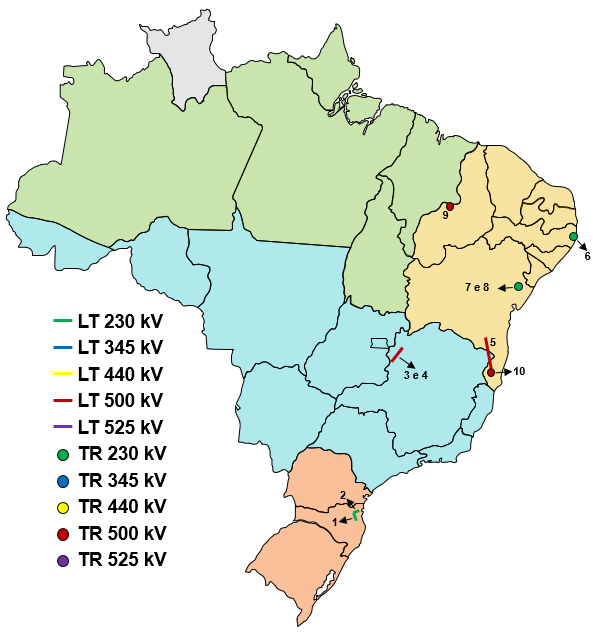 9
6
7 e 8
5
10
3 e 4
LT 230 kV
LT 345 kV
LT 440 kV
LT 500 kV
LT 525 kV
TR 230 kV
TR 345 kV
TR 440 kV
TR 500 kV
TR 525 kV
2
1